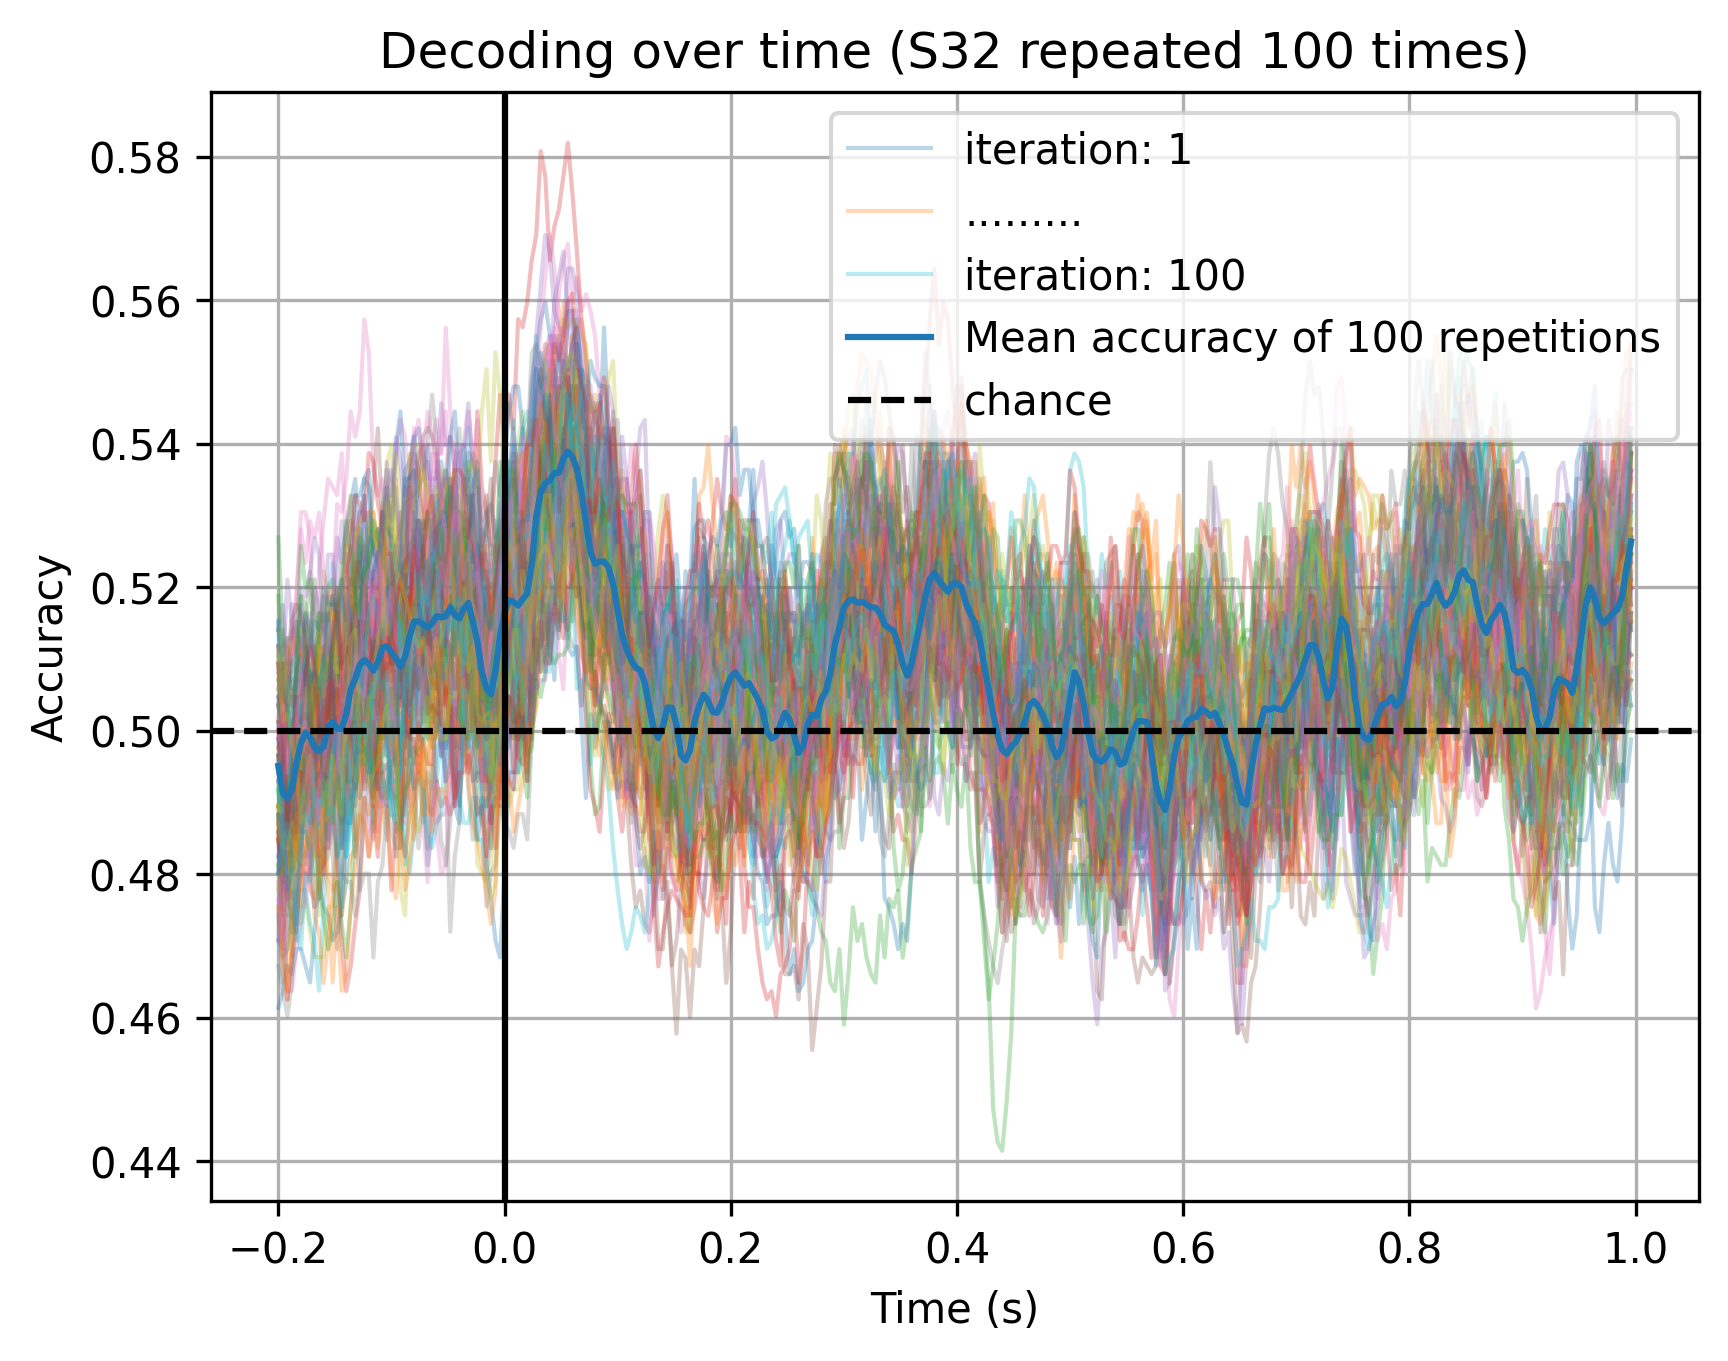 Decoding over time (S32 repeated 100 times)
iteration: 1
.........
iteration: 100
Mean accuracy of 100 repetitions
chance
Accuracy
0.58
0.56
0.54
0.52
0.50
0.48
0.46
0.44
−0.2 0.0 0.2 0.4 0.6 0.8 1.0
Time (s)